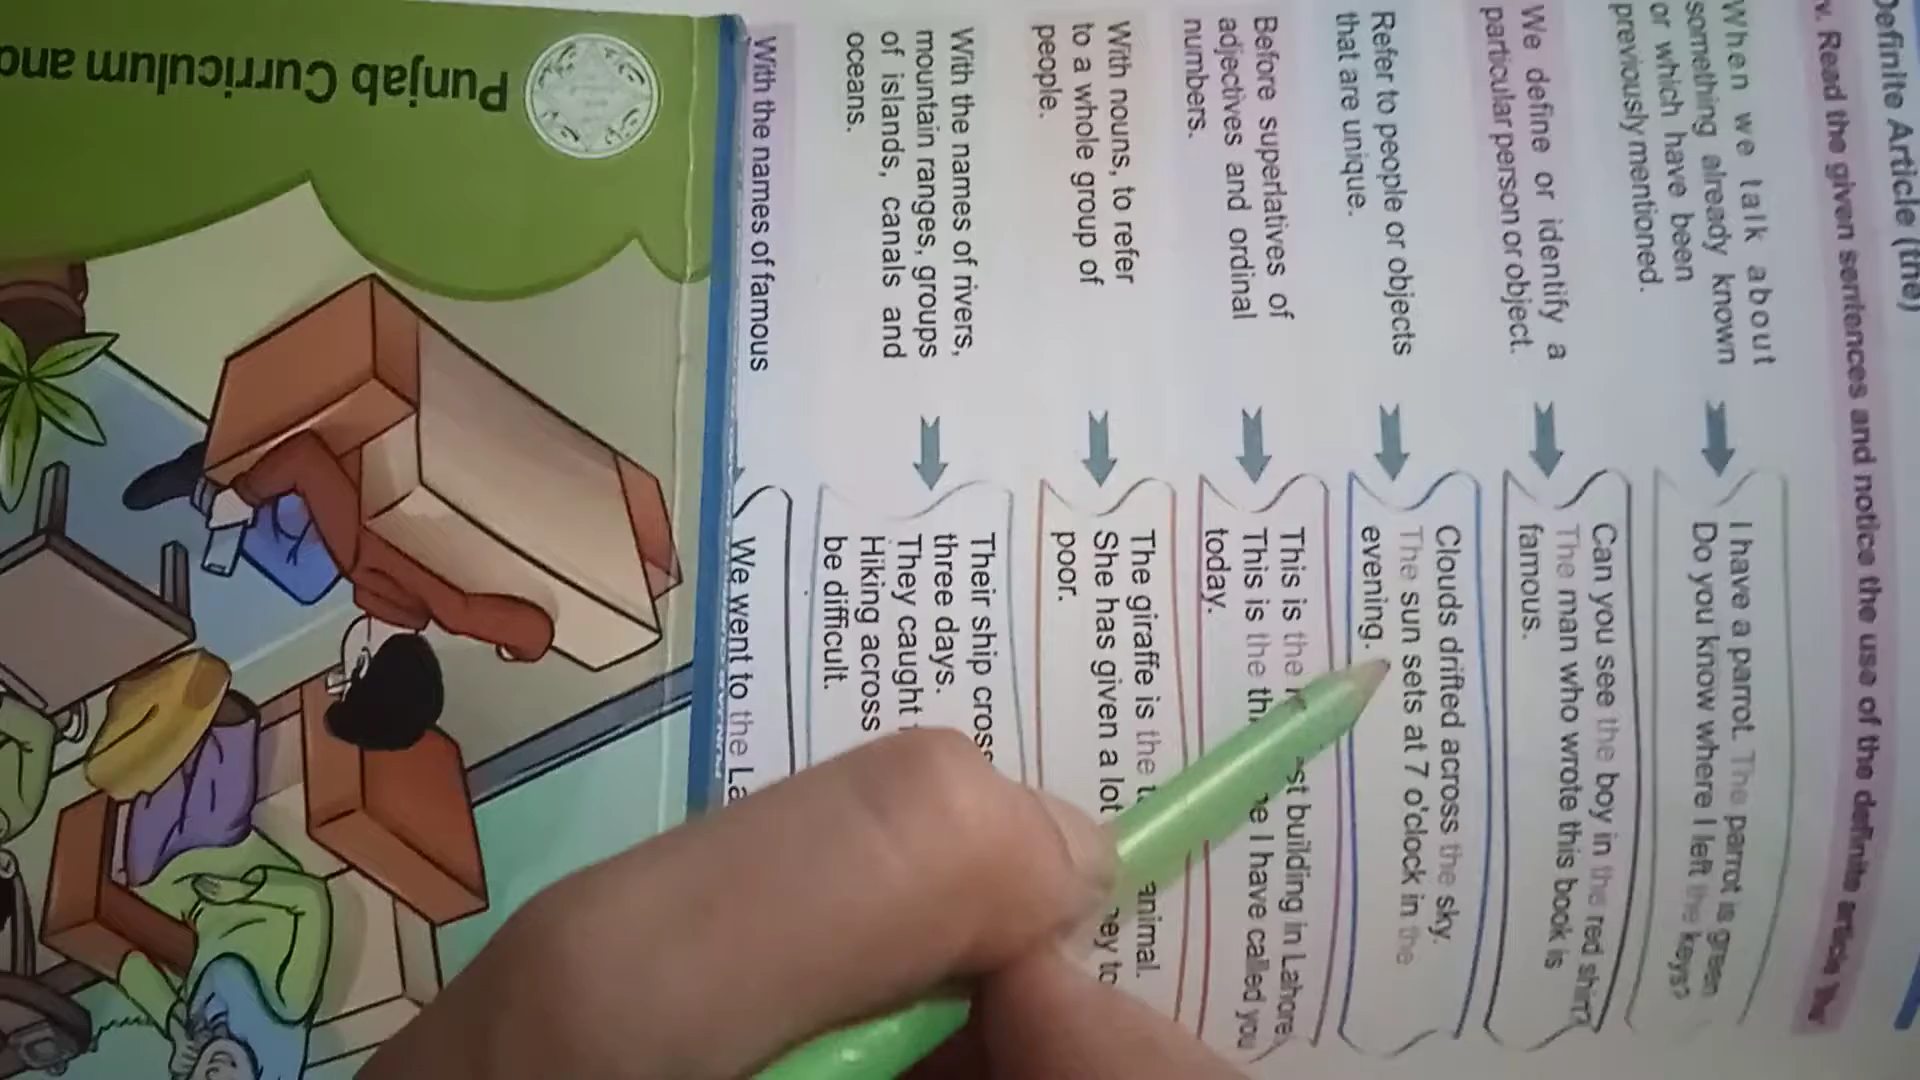 Definite Article (the)
v. Read the given sentences and notice the use of the definite article
When we talk about
something already known
or which have been
previously mentioned.
I have a parrot. The parrot is green
Do you know where I left the keys?
We define or identify a
particular person or object.
Can you see the boy in the red shirt?
The man who wrote this book is
famous.
Refer to people or objects
that are unique.
Clouds drifted across the sky.
The sun sets at 7 o'clock in the
evening.
Before superlatives of
adjectives and ordinal
numbers.
This is the building in Lahore.
This is the I have called you
today.
With nouns, to refer
to a whole group of
people.
The giraffe is the animal.
She has given a lot
poor.
With the names of rivers,
mountain ranges, groups
of islands, canals and
oceans.
Their ship
three days.
They caught
Hiking across
be difficult.
With the names of famous
We went to the
Punjab Curriculum and